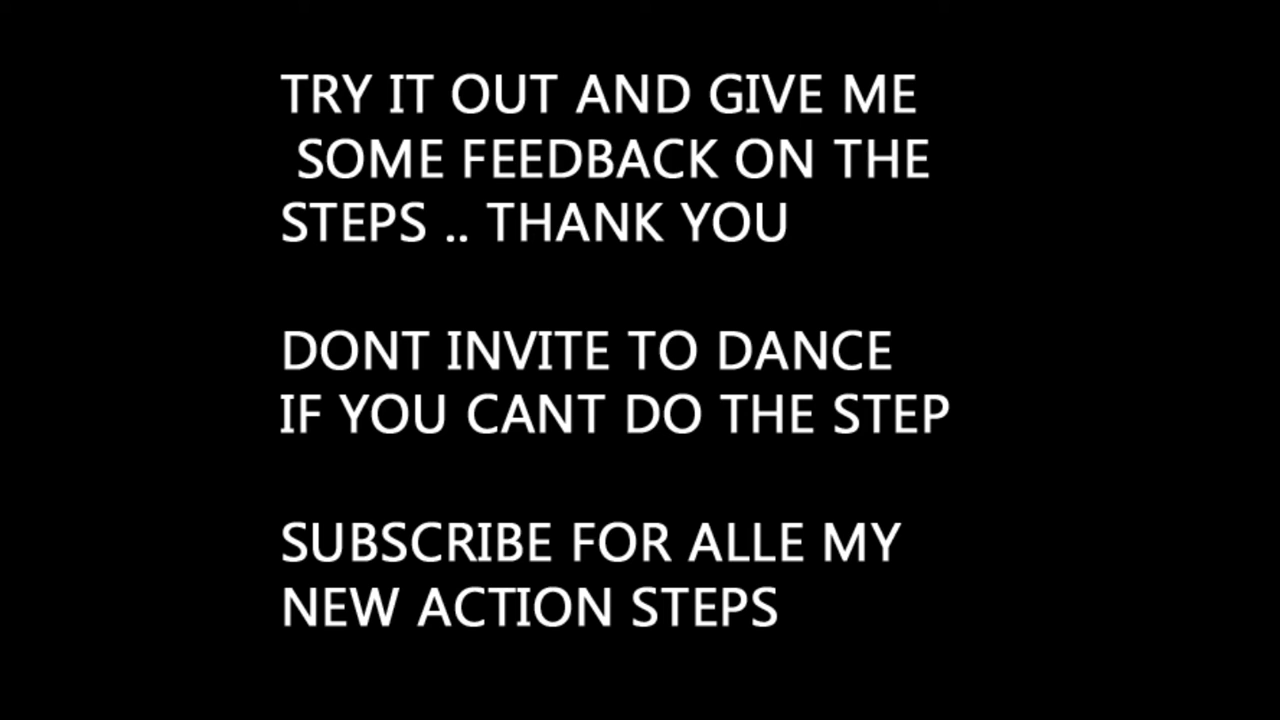 TRY IT OUT AND GIVE ME
SOME FEEDBACK ON THE
STEPS .. THANK YOU
DONT INVITE TO DANCE
IF YOU CANT DO THE STEP
SUBSCRIBE FOR ALLE MY
NEW ACTION STEPS